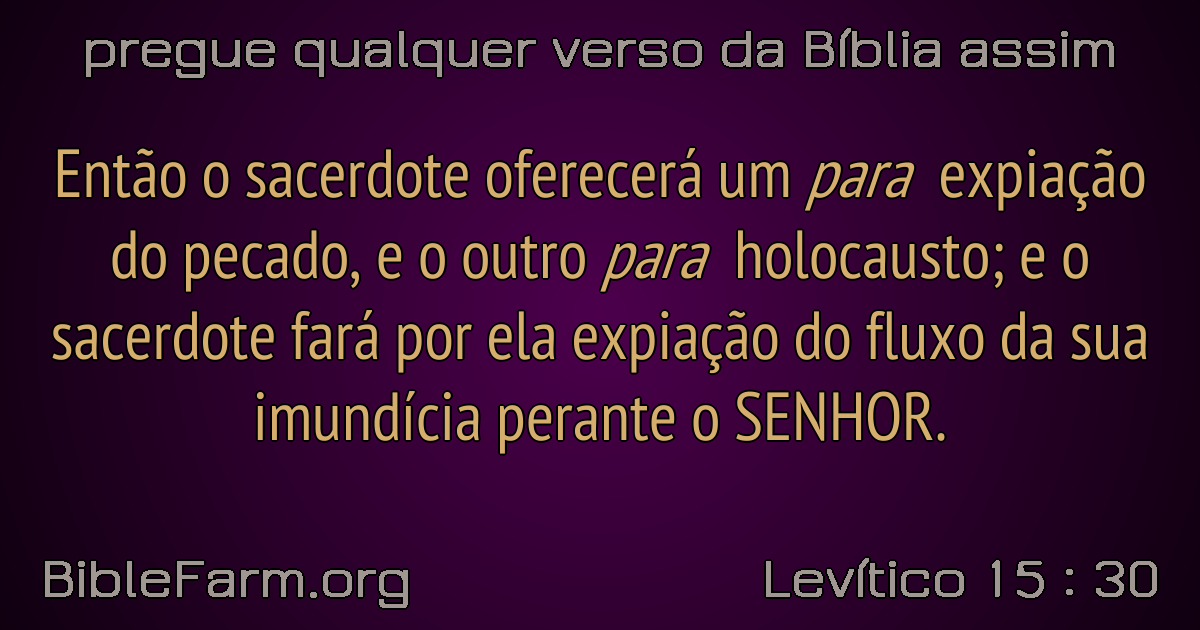 pregue qualquer verso da Bíblia assim
Então o sacerdote oferecerá um para expiação
do pecado, e o outro para holocausto; e o
sacerdote fará por ela expiação do fluxo da sua
imundícia perante o SENHOR.
BibleFarm.org
Levítico 15 : 30